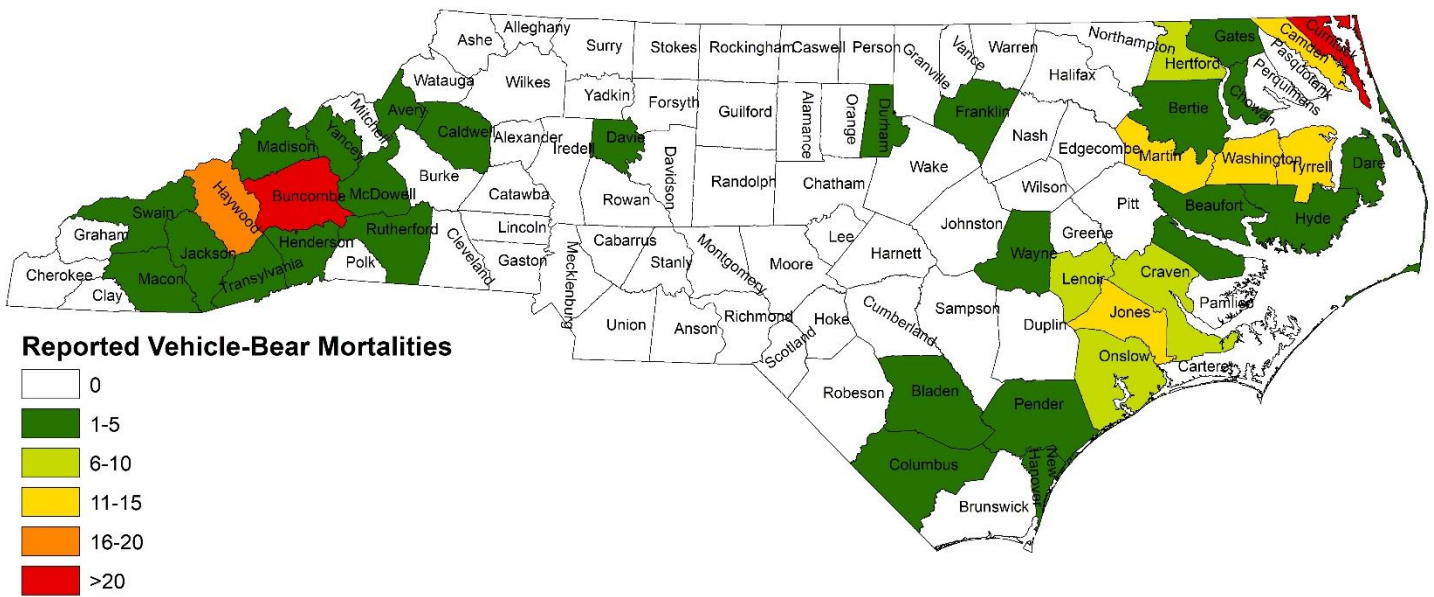 Ashe
Alleghany
Surry
Stokes
Rockingham
Caswell
Person
Granville
Vance
Warren
Northampton
Hertford
Gates
Camden
Currituck
Pasquotank
Perquimans
Chowan
Halifax
Bertie
Watauga
Wilkes
Yadkin
Forsyth
Guilford
Alamance
Orange
Durham
Franklin
Nash
Edgecombe
Martin
Washington
Tyrrell
Dare
Mitchell
Avery
Caldwell
Alexander
Iredell
Davie
Davidson
Randolph
Chatham
Wake
Wilson
Pitt
Beaufort
Hyde
Madison
Yancey
Burke
Catawba
Rowan
Johnston
Greene
Haywood
Buncombe
McDowell
Swain
Graham
Jackson
Henderson
Rutherford
Cleveland
Lincoln
Gaston
Mecklenburg
Cabarrus
Stanly
Montgomery
Moore
Lee
Harnett
Wayne
Lenoir
Craven
Pamlico
Cherokee
Clay
Macon
Transylvania
Polk
Union
Anson
Richmond
Scotland
Hoke
Cumberland
Sampson
Duplin
Jones
Onslow
Carteret
Robeson
Bladen
Pender
Columbus
New
Hanover
Brunswick
Reported Vehicle-Bear Mortalities
0
1-5
6-10
11-15
16-20
>20